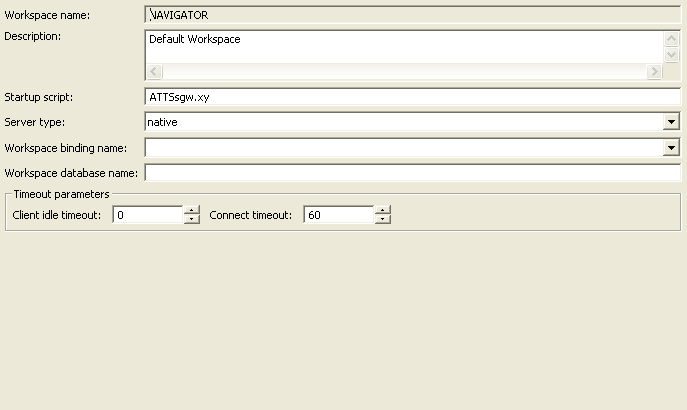 Workspace name: NAVIGATOR
Description: Default Workspace
Startup script: ATTSsgw.xy
Server type: native
Workspace binding name:
Workspace database name:
Timeout parameters
Client idle timeout: 0 Connect timeout: 60